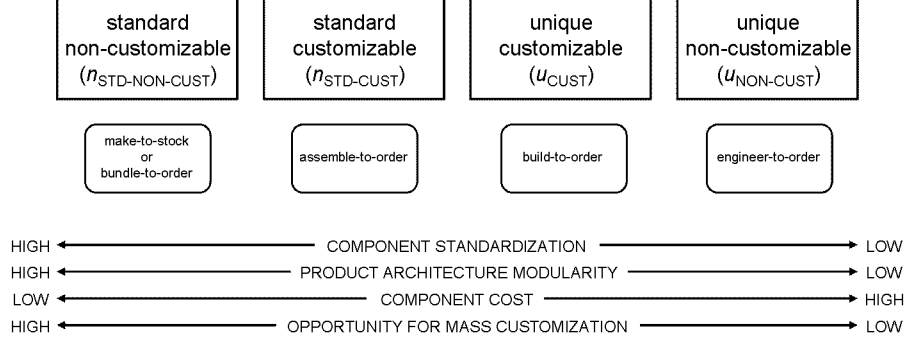 standard
non-customizable
(nSTD-NON-CUST)
standard
customizable
(nSTD-CUST)
unique
customizable
(uCUST)
unique
non-customizable
(uNON-CUST)
make-to-stock
or
bundle-to-order
assemble-to-order
build-to-order
engineer-to-order
HIGH COMPONENT STANDARDIZATION LOW
HIGH PRODUCT ARCHITECTURE MODULARITY LOW
LOW COMPONENT COST HIGH
HIGH OPPORTUNITY FOR MASS CUSTOMIZATION LOW